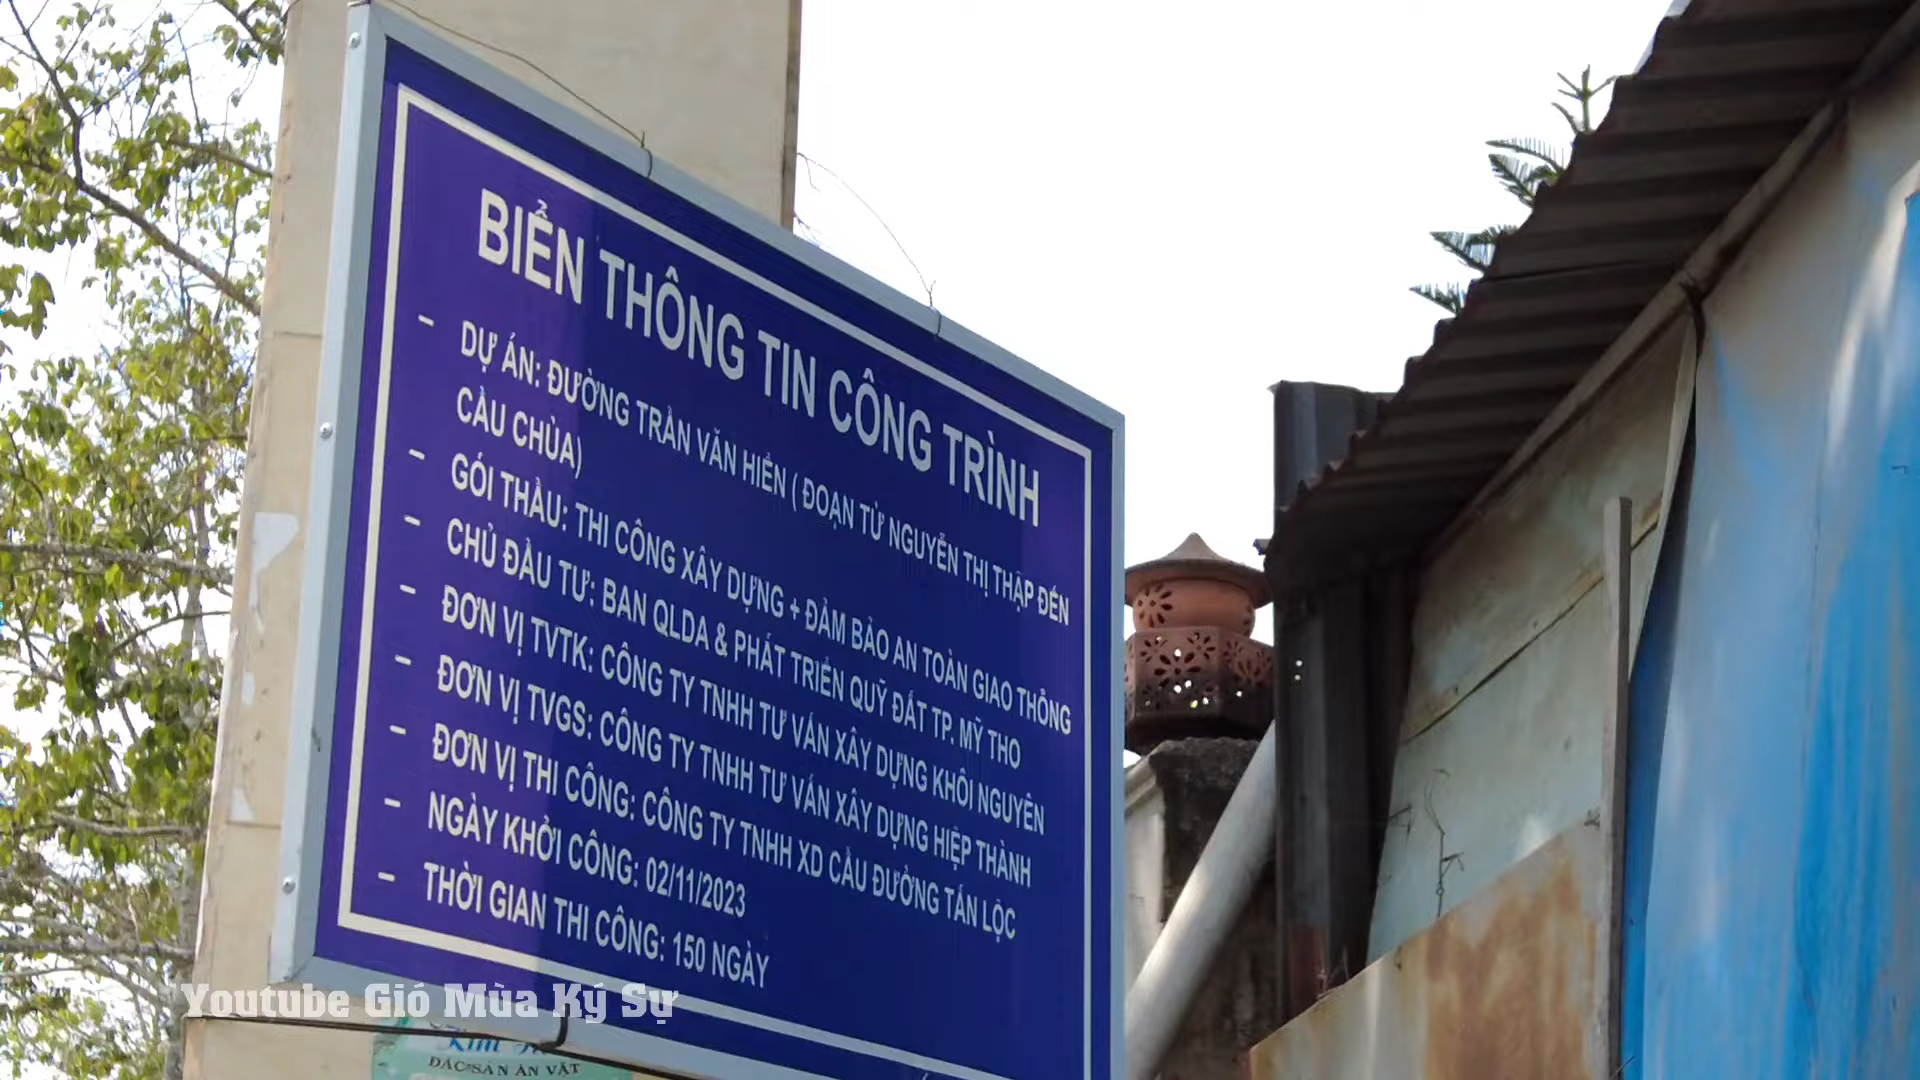 BIỂN THÔNG TIN CÔNG TRÌNH
- DỰ ÁN: ĐƯỜNG TRẦN VĂN HIỂN ( ĐOẠN TỪ NGUYỄN THỊ THẬP ĐẾN
CẦU CHÙA)
- GÓI THẦU: THI CÔNG XÂY DỰNG + ĐẢM BẢO AN TOÀN GIAO THÔNG
- CHỦ ĐẦU TƯ: BAN QLDA & PHÁT TRIỂN QUỸ ĐẤT TP. MỸ THO
- ĐƠN VỊ TVTK: CÔNG TY TNHH TƯ VẤN XÂY DỰNG KHÔI NGUYÊN
- ĐƠN VỊ TVGS: CÔNG TY TNHH TƯ VẤN XÂY DỰNG HIỆP THÀNH
- ĐƠN VỊ THI CÔNG: CÔNG TY TNHH XD CẦU ĐƯỜNG TẤN LỘC
- NGÀY KHỞI CÔNG: 02/11/2023
- THỜI GIAN THI CÔNG: 150 NGÀY
Youtube Gió Mùa Ký Sự
ĐẶC SẢN ĂN VẶT